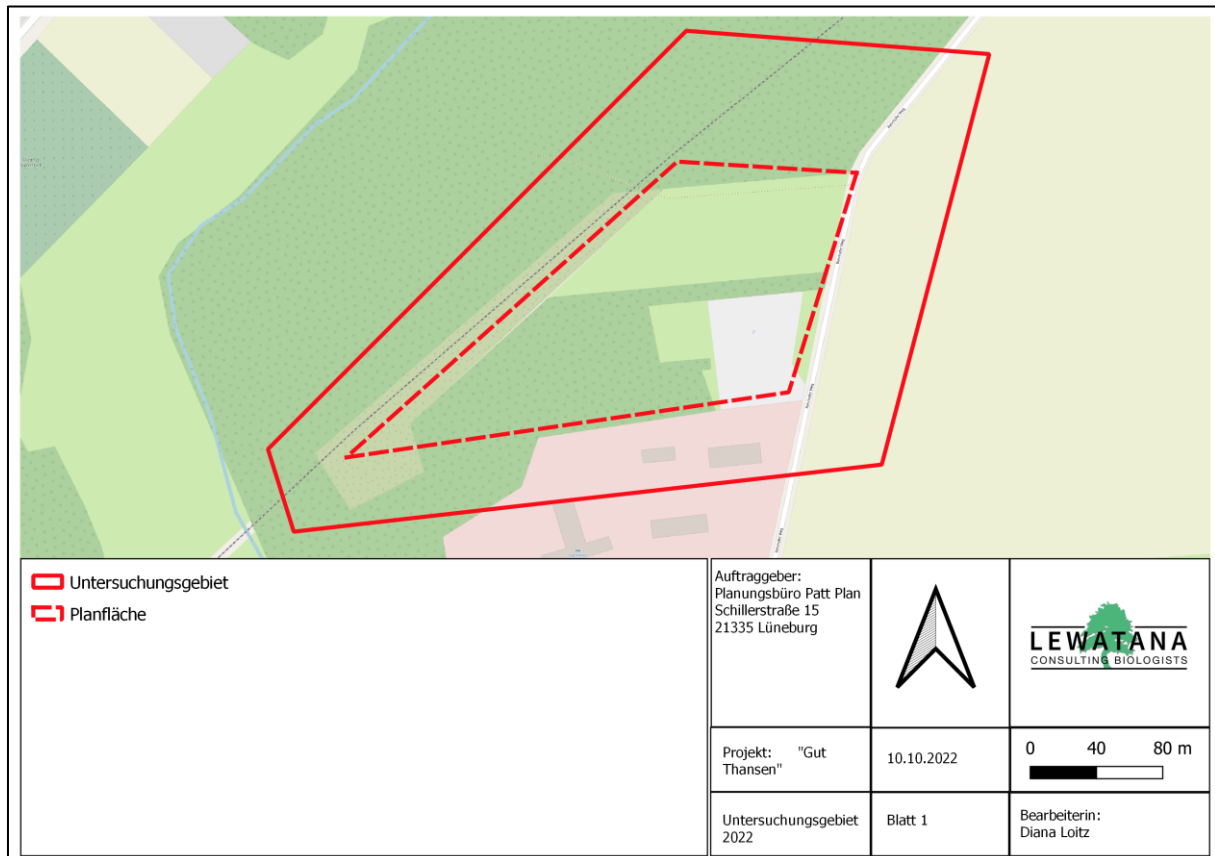 Untersuchungsgebiet
Planfläche
Auftraggeber:
Planungsbüro Patt Plan
Schillerstraße 15
21335 Lüneburg
LEWATANA
CONSULTING BIOLOGISTS
Projekt: "Gut
Thansen"
10.10.2022
0 40 80 m
Untersuchungsgebiet
2022
Blatt 1
Bearbeiterin:
Diana Loitz